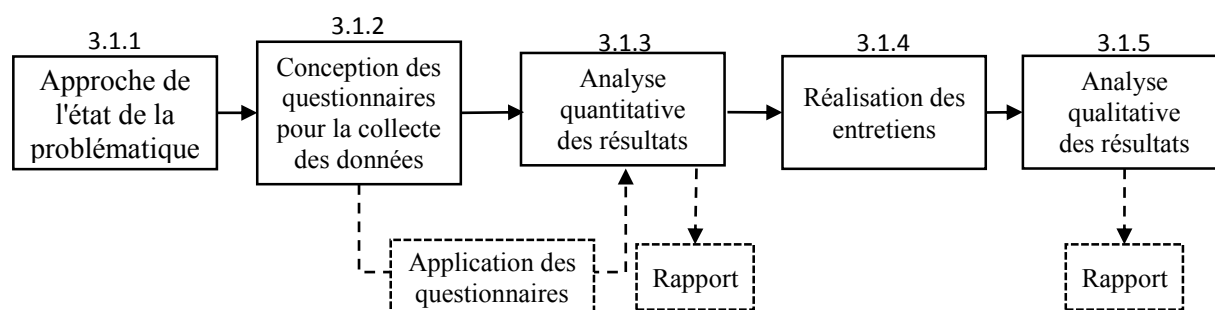 3.1.1
Approche de
l'état de la
problématique
3.1.2
Conception des
questionnaires
pour la collecte
des données
3.1.3
Analyse
quantitative
des résultats
3.1.4
Réalisation des
entretiens
3.1.5
Analyse
qualitative
des résultats
Application des
questionnaires
Rapport
Rapport